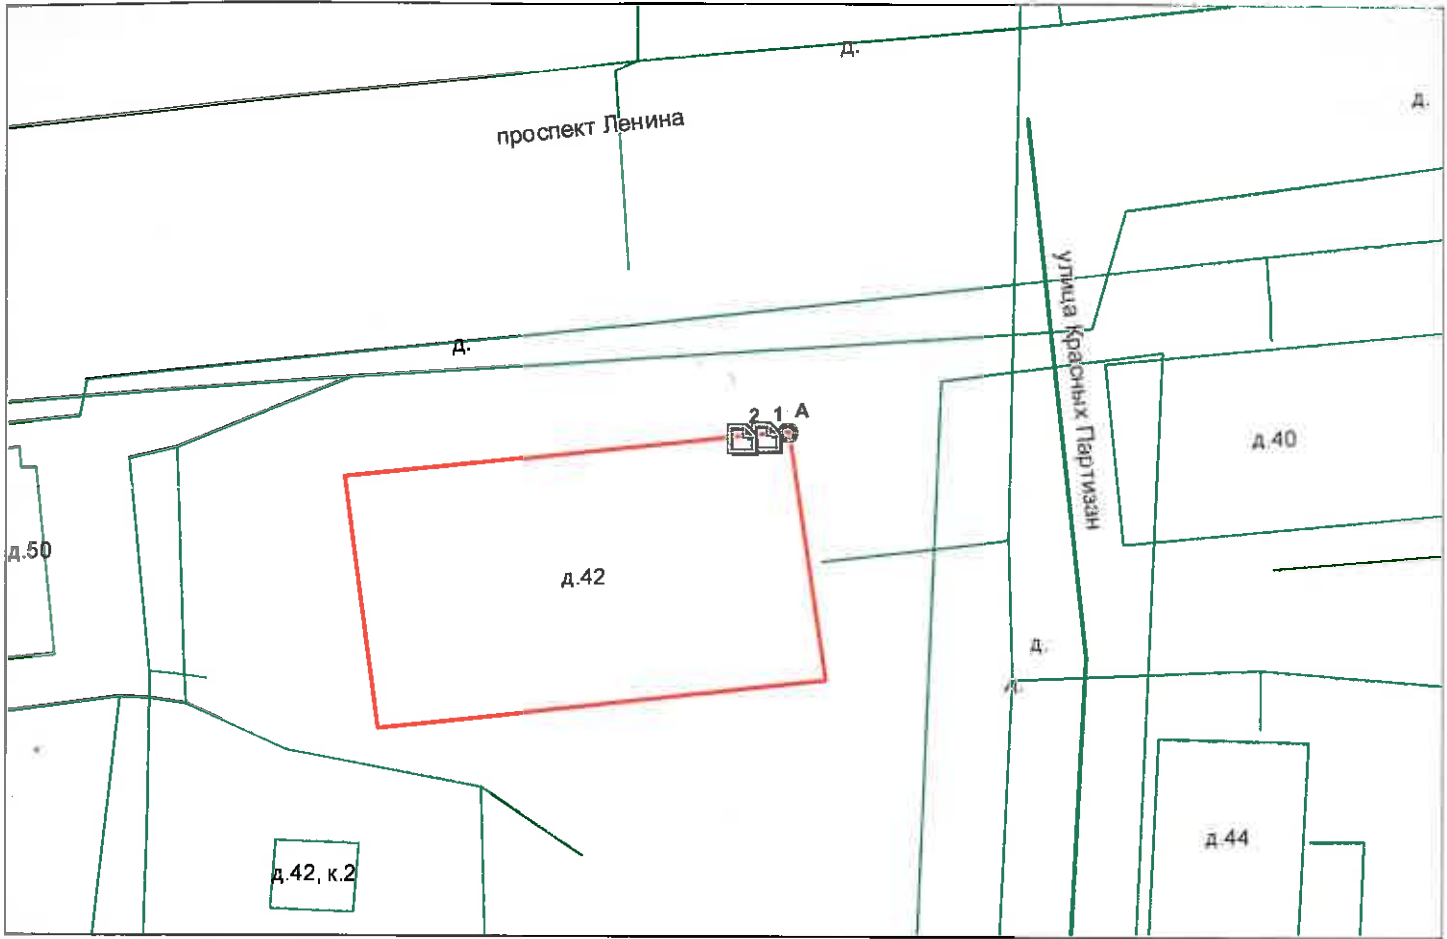 д.
д.
проспект Ленина
улица Красных Партизан
д.
2 1 А
д.40
д.50
д.42
д.
д.
д.44
д.42, к.2